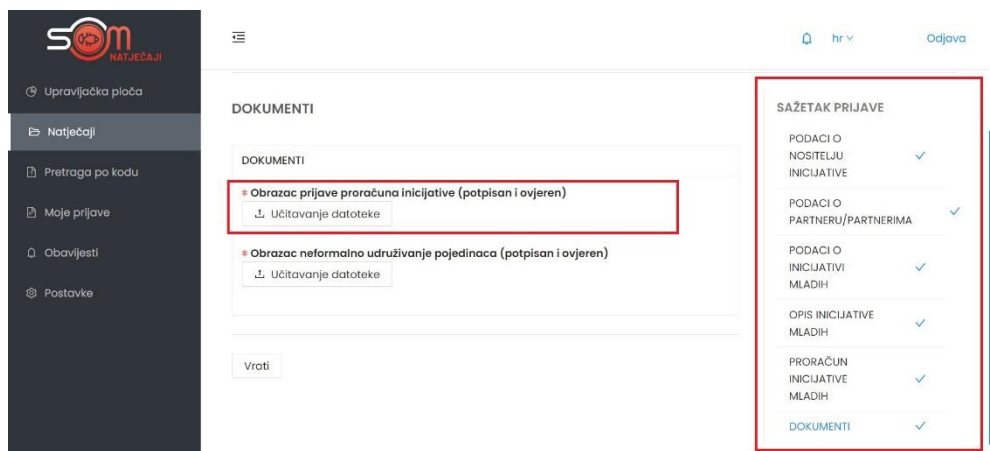 SOM
NATJEČAJI
hr
Odjava
Upravljačka ploča
Natječaji
Pretraga po kodu
Moje prijave
Obavijesti
Postavke
DOKUMENTI
DOKUMENTI
* Obrazac prijave proračuna inicijative (potpisan i ovjeren)
Učitavanje datoteke
* Obrazac neformalno udruživanje pojedinaca (potpisan i ovjeren)
Učitavanje datoteke
Vrati
SAŽETAK PRIJAVE
PODACI O
NOSITELJU
INICIJATIVE
PODACI O
PARTNERU/PARTNERIMA
PODACI O
INICIJATIVI
MLADIH
OPIS INICIJATIVE
MLADIH
PRORAČUN
INICIJATIVE
MLADIH
DOKUMENTI